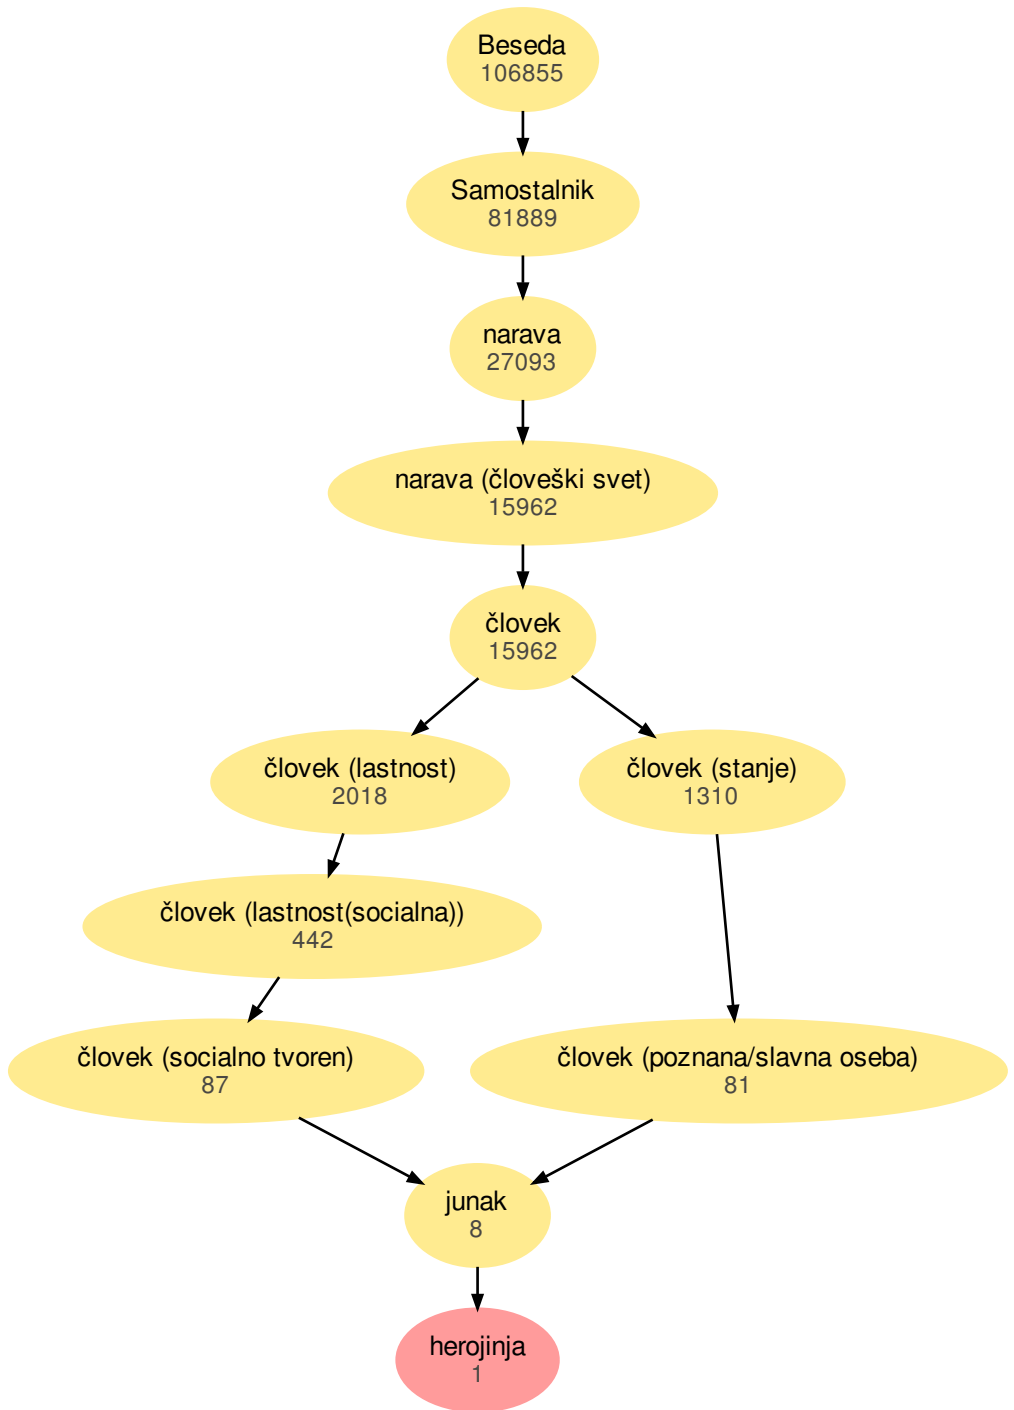 Beseda
106855
Samostalnik
81889
narava
27093
narava (človeški svet)
15962
človek
15962
človek (lastnost)
2018
človek (stanje)
1310
človek (lastnost(socialna))
442
človek (socialno tvoren)
87
človek (poznana/slavna oseba)
81
junak
8
herojinja
1